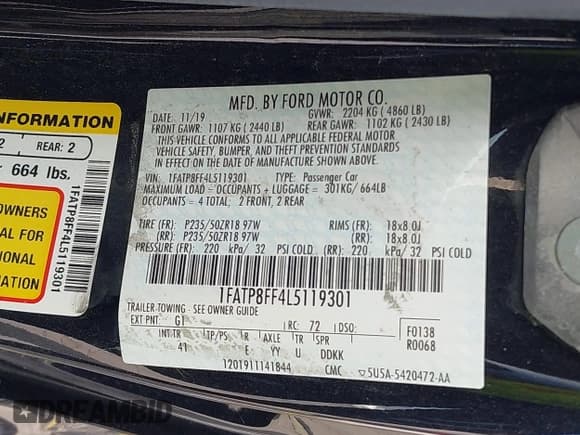 INFORMATION
2 REAR: 2
664 lbs.
OWNERS
AL FOR
TIONAL
ION
1FATP8FF4L5119301
MFD. BY FORD MOTOR CO.
DATE: 11/19 GVWR: 2204 KG ( 4860 LB)
FRONT GAWR: 1107 KG ( 2440 LB) REAR GAWR: 1102 KG ( 2430 LB)
THIS VEHICLE CONFORMS TO ALL APPLICABLE FEDERAL MOTOR
VEHICLE SAFETY, BUMPER, AND THEFT PREVENTION STANDARDS
IN EFFECT ON THE DATE OF MANUFACTURE SHOWN ABOVE.
VIN: 1FATP8FF4L5119301 TYPE: Passenger Car
MAXIMUM LOAD = OCCUPANTS + LUGGAGE = 301KG / 664LB
OCCUPANTS = 4 TOTAL; 2 FRONT, 2 REAR
TIRE (FR): P235/50ZR18 97W RIMS (FR): 18x8.0J
TIRE (RR): P235/50ZR18 97W RIMS (RR): 18x8.0J
PRESSURE (FR): 220 kPa/ 32 PSI COLD (RR): 220 kPa/ 32 PSI COLD
1FATP8FF4L5119301
TRAILER TOWING - SEE OWNER GUIDE
EXT PNT: G1 RC: 72 DSO: F0138
INT TR TP/PS R AXLE TR SPR R0068
41 E YY U DDKK
1201911141844 CMC 5U5A-5420472-AA
DREAMBID